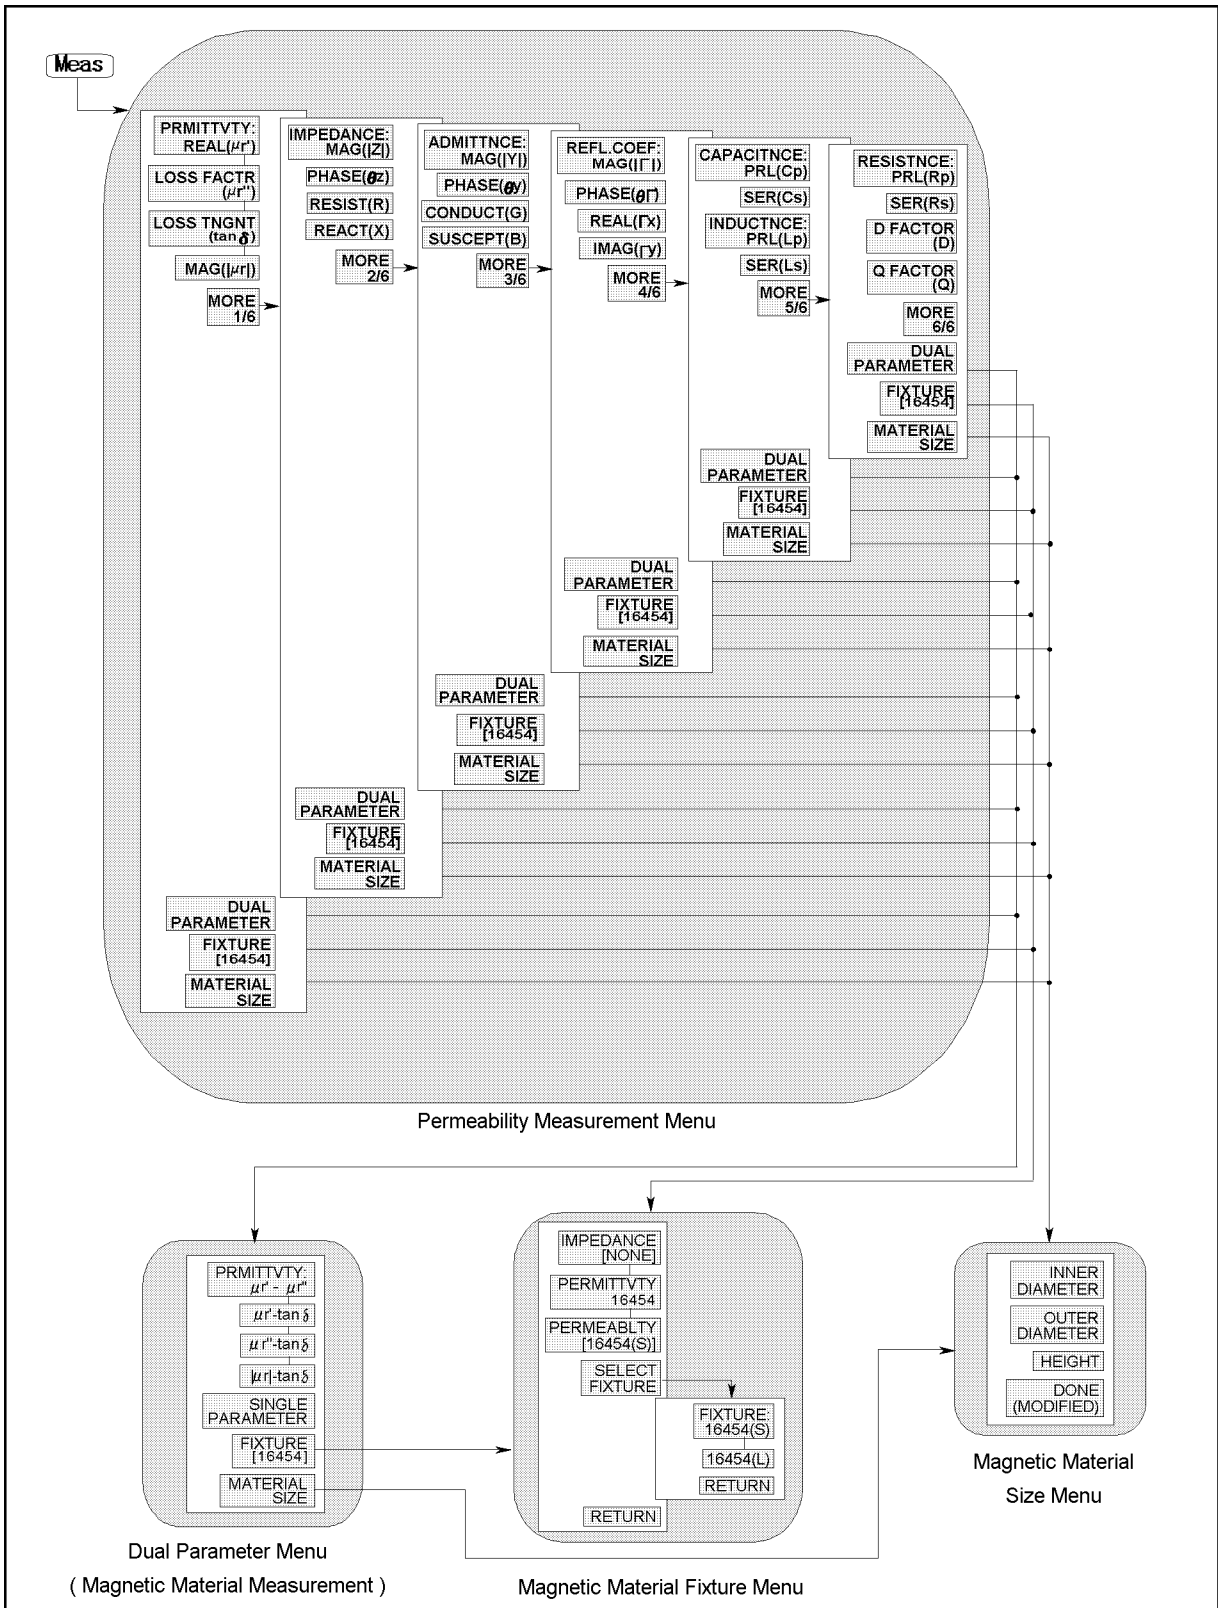 Meas
PRMITTVTY:
REAL(μr')
LOSS FACTR
(μr'')
LOSS TNGNT
(tan δ)
MAG(|μr|)
MORE
1/6
DUAL
PARAMETER
FIXTURE
[16454]
MATERIAL
SIZE
IMPEDANCE:
MAG(|Z|)
PHASE(θz)
RESIST(R)
REACT(X)
MORE
2/6
DUAL
PARAMETER
FIXTURE
[16454]
MATERIAL
SIZE
ADMITTNCE:
MAG(|Y|)
PHASE(θy)
CONDUCT(G)
SUSCEPT(B)
MORE
3/6
DUAL
PARAMETER
FIXTURE
[16454]
MATERIAL
SIZE
REFL.COEF:
MAG(|Γ|)
PHASE(θΓ)
REAL(Γx)
IMAG(Γy)
MORE
4/6
DUAL
PARAMETER
FIXTURE
[16454]
MATERIAL
SIZE
CAPACITNCE:
PRL(Cp)
SER(Cs)
INDUCTNCE:
PRL(Lp)
SER(Ls)
MORE
5/6
DUAL
PARAMETER
FIXTURE
[16454]
MATERIAL
SIZE
RESISTNCE:
PRL(Rp)
SER(Rs)
D FACTOR
(D)
Q FACTOR
(Q)
MORE
6/6
DUAL
PARAMETER
FIXTURE
[16454]
MATERIAL
SIZE
Permeability Measurement Menu
PRMITTVTY:
μr' - μr''
μr'-tan δ
μr''-tan δ
|μr|-tan δ
SINGLE
PARAMETER
FIXTURE
[16454]
MATERIAL
SIZE
Dual Parameter Menu
( Magnetic Material Measurement )
IMPEDANCE
[NONE]
PERMITTVTY
16454
PERMEABLTY
[16454(S)]
SELECT
FIXTURE
FIXTURE:
16454(S)
16454(L)
RETURN
RETURN
Magnetic Material Fixture Menu
INNER
DIAMETER
OUTER
DIAMETER
HEIGHT
DONE
(MODIFIED)
Magnetic Material
Size Menu